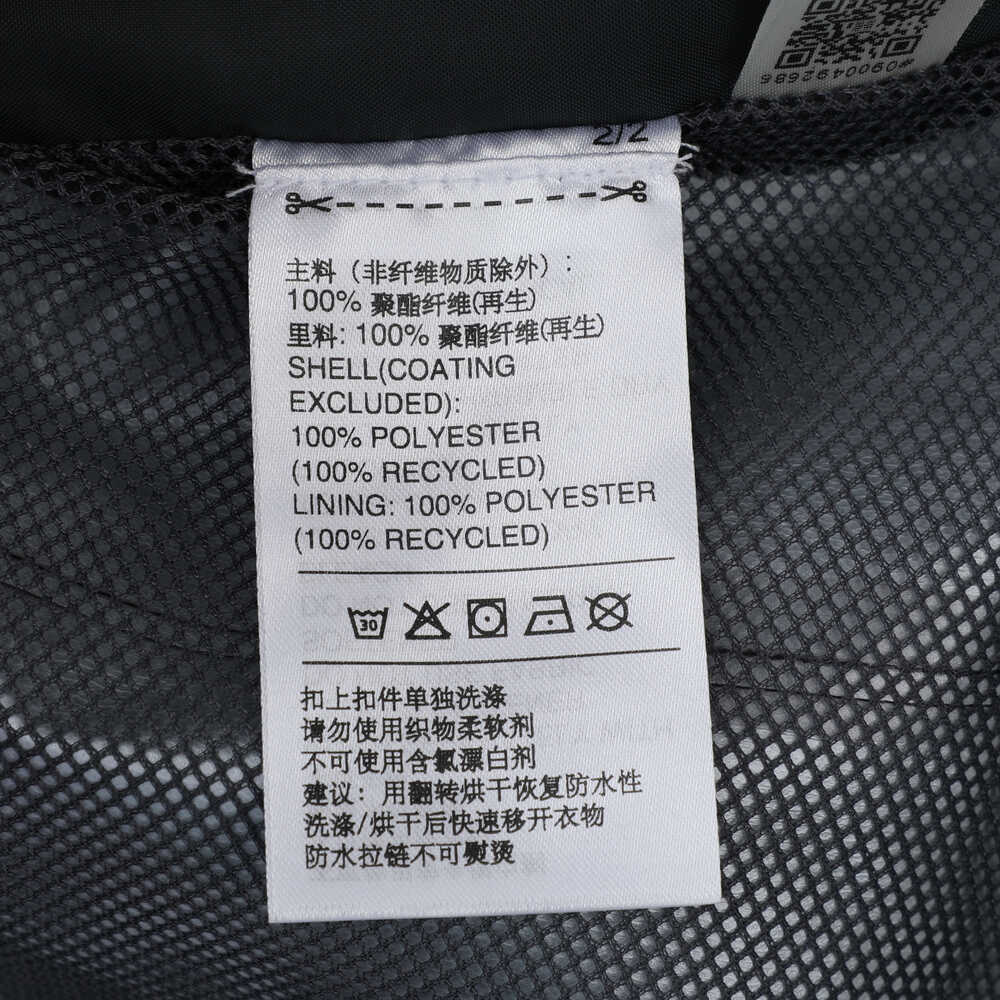 #0900492686
2/2
主料（非纤维物质除外）:
100% 聚酯纤维(再生)
里料: 100% 聚酯纤维(再生)
SHELL(COATING
EXCLUDED):
100% POLYESTER
(100% RECYCLED)
LINING: 100% POLYESTER
(100% RECYCLED)
30
扣上扣件单独洗涤
请勿使用织物柔软剂
不可使用含氯漂白剂
建议：用翻转烘干恢复防水性
洗涤/烘干后快速移开衣物
防水拉链不可熨烫